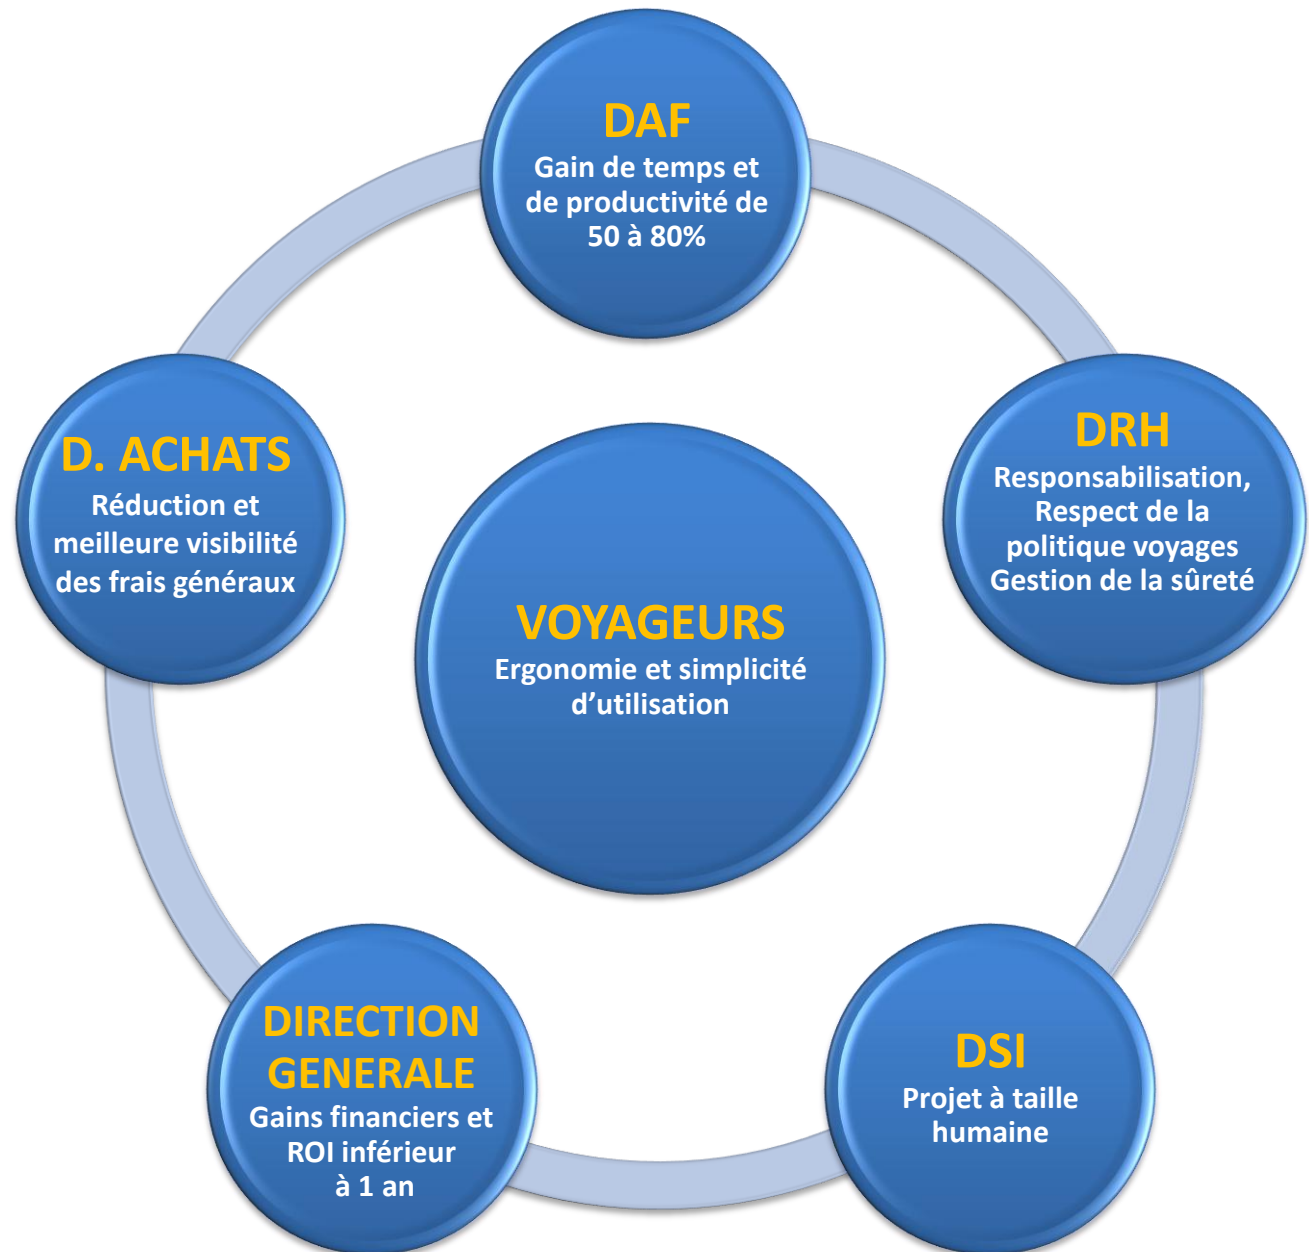 DAF
Gain de temps et
de productivité de
50 à 80%
D. ACHATS
Réduction et
meilleure visibilité
des frais généraux
DRH
Responsabilisation,
Respect de la
politique voyages
Gestion de la sûreté
VOYAGEURS
Ergonomie et simplicité
d’utilisation
DIRECTION
GENERALE
Gains financiers et
ROI inférieur
à 1 an
DSI
Projet à taille
humaine